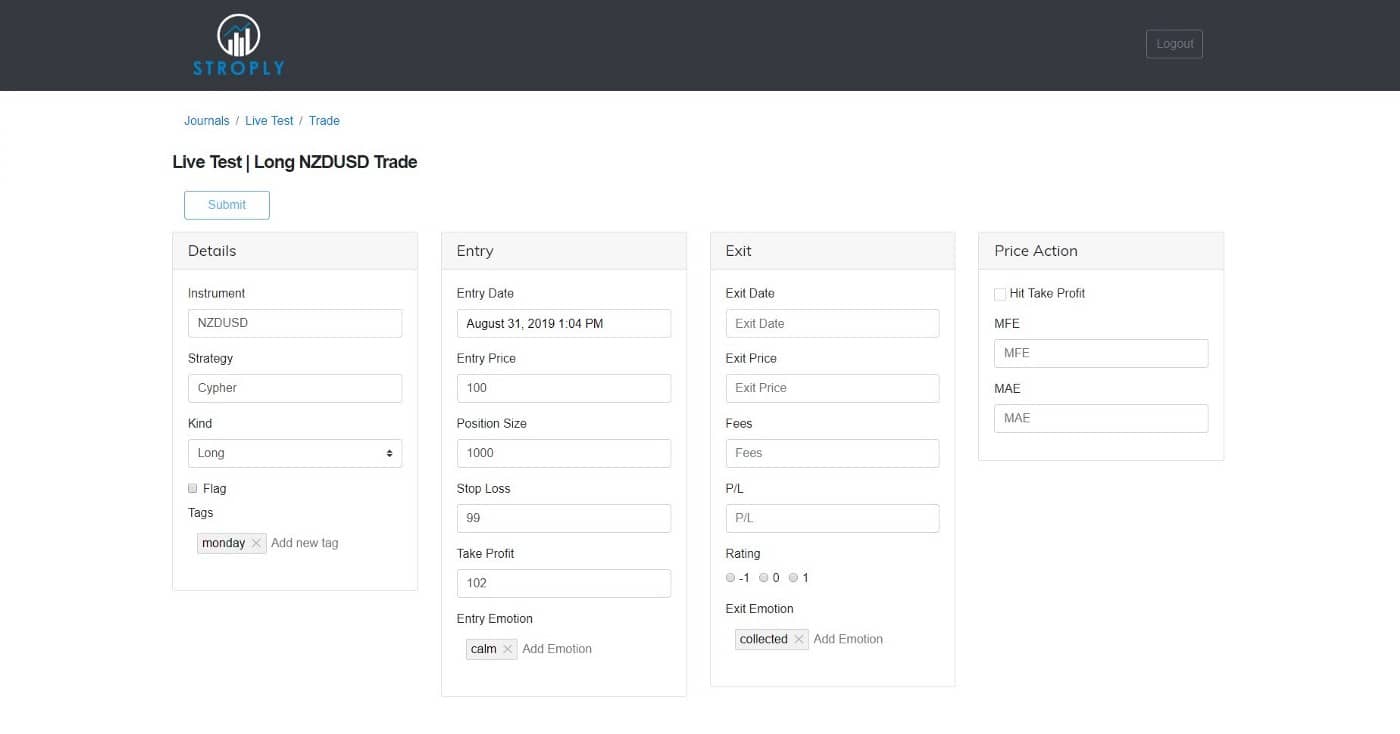 STROPLY
Logout
Journals / Live Test / Trade
Live Test | Long NZDUSD Trade
Submit
Details
Instrument
NZDUSD
Strategy
Cypher
Kind
Long
Flag
Tags
monday Add new tag
Entry
Entry Date
August 31, 2019 1:04 PM
Entry Price
100
Position Size
1000
Stop Loss
99
Take Profit
102
Entry Emotion
calm Add Emotion
Exit
Exit Date
Exit Date
Exit Price
Exit Price
Fees
Fees
P/L
P/L
Rating
-1 0 1
Exit Emotion
collected Add Emotion
Price Action
Hit Take Profit
MFE
MFE
MAE
MAE